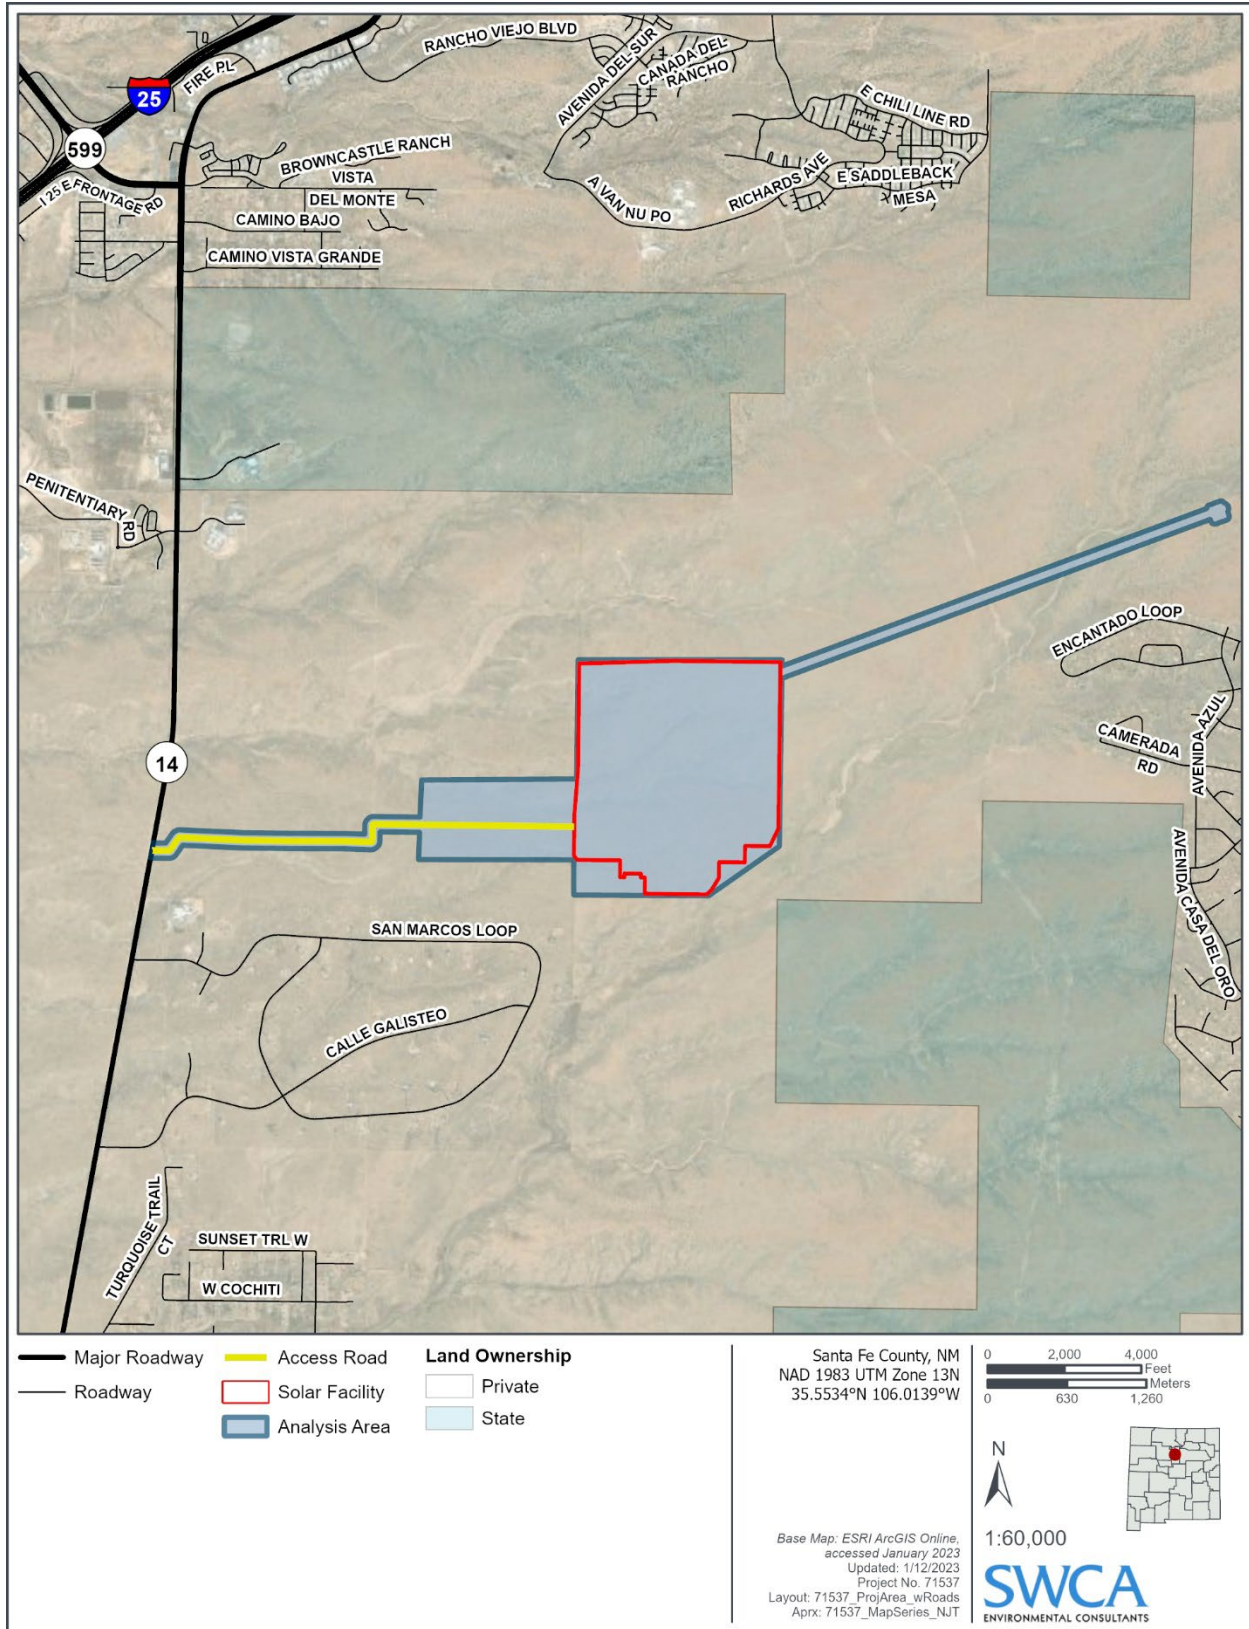 RANCHO VIEJO BLVD
AVENIDA DEL SUR
CANADA DEL
RANCHO
FIRE PL
25
E CHILI LINE RD
599
BROWNCASTLE RANCH
VISTA
DEL MONTE
I 25 E FRONTAGE RD
CAMINO BAJO
CAMINO VISTA GRANDE
A VAN NU PO
RICHARDS AVE
E SADDLEBACK
MESA
PENITENTIARY
RD
ENCANTADO LOOP
AVENIDA AZUL
CAMERADA
RD
14
AVENIDA CASA DEL ORO
SAN MARCOS LOOP
CALLE GALISTEO
TURQUOISE TRAIL
CT
SUNSET TRL W
W COCHITI
Major Roadway
Roadway
Access Road
Solar Facility
Analysis Area
Land Ownership
Private
State
Santa Fe County, NM
NAD 1983 UTM Zone 13N
35.5534°N 106.0139°W
0 2,000 4,000
Feet
Meters
0 630 1,260
N
1:60,000
Base Map: ESRI ArcGIS Online,
accessed January 2023
Updated: 1/12/2023
Project No. 71537
Layout: 71537_ProjArea_wRoads
Aprx: 71537_MapSeries_NJT
SWCA
ENVIRONMENTAL CONSULTANTS